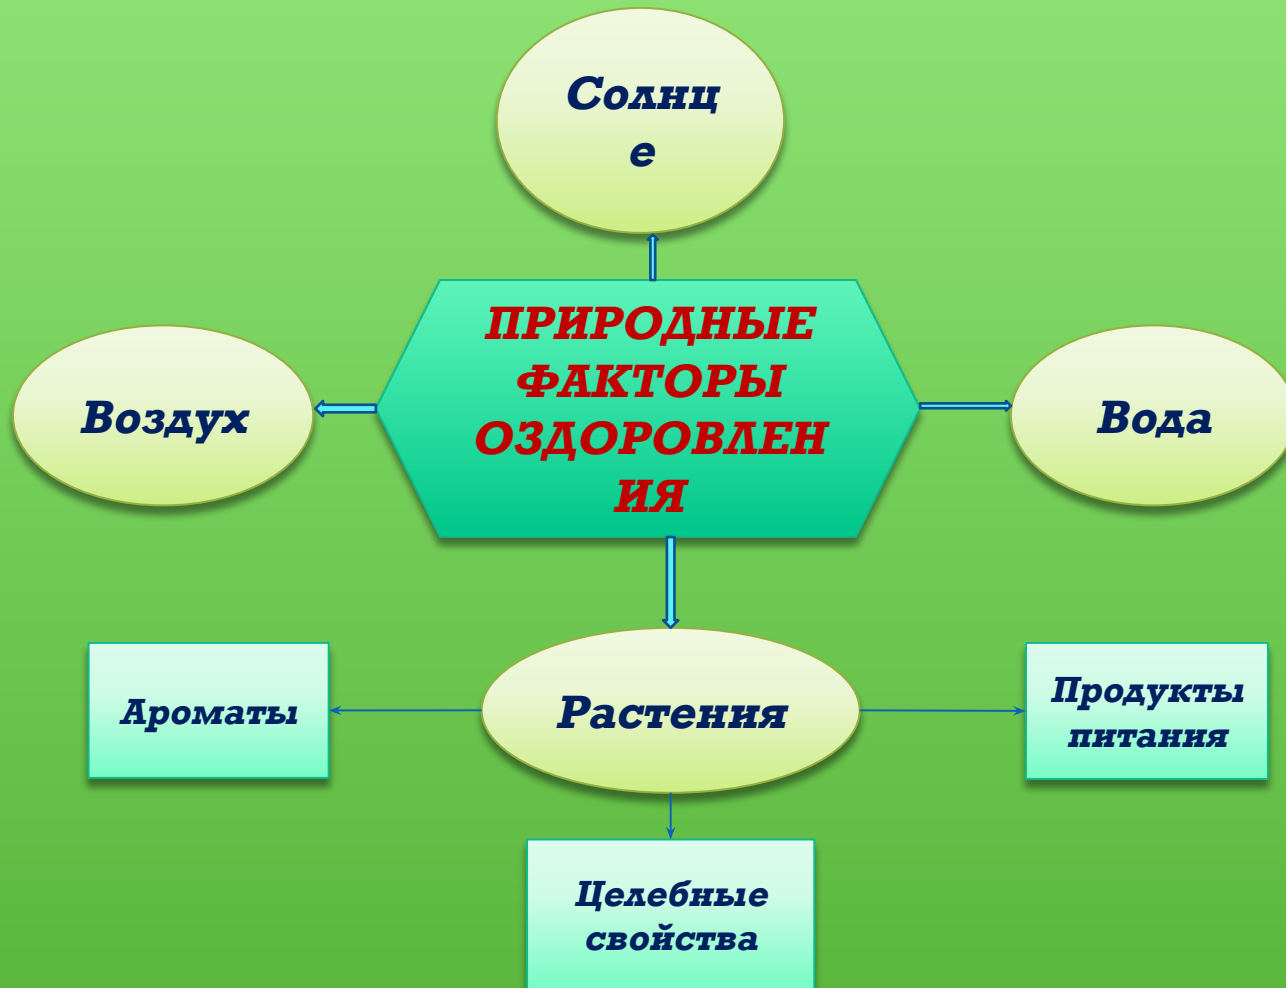 Солнц
е
ПРИРОДНЫЕ
ФАКТОРЫ
ОЗДОРОВЛЕН
ИЯ
Воздух
Вода
Ароматы
Растения
Продукты
питания
Целебные
свойства